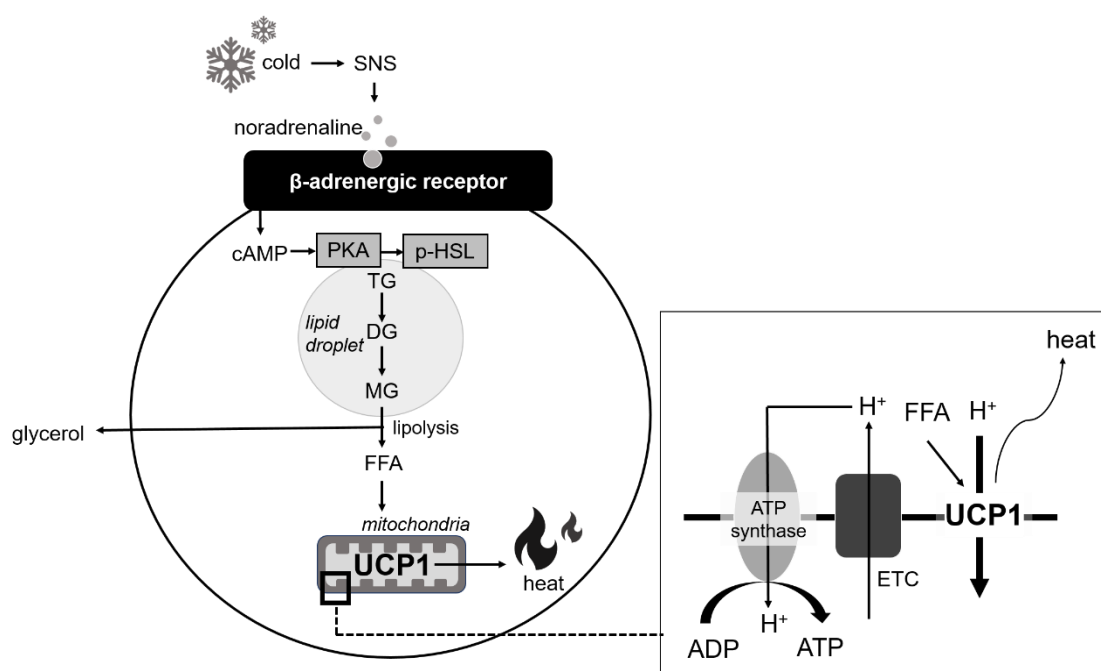 cold
SNS
noradrenaline
β-adrenergic receptor
cAMP
PKA
p-HSL
TG
lipid
droplet
DG
MG
glycerol
lipolysis
FFA
mitochondria
UCP1
heat
heat
H⁺
FFA
H⁺
ATP
synthase
UCP1
ETC
ADP
H⁺
ATP